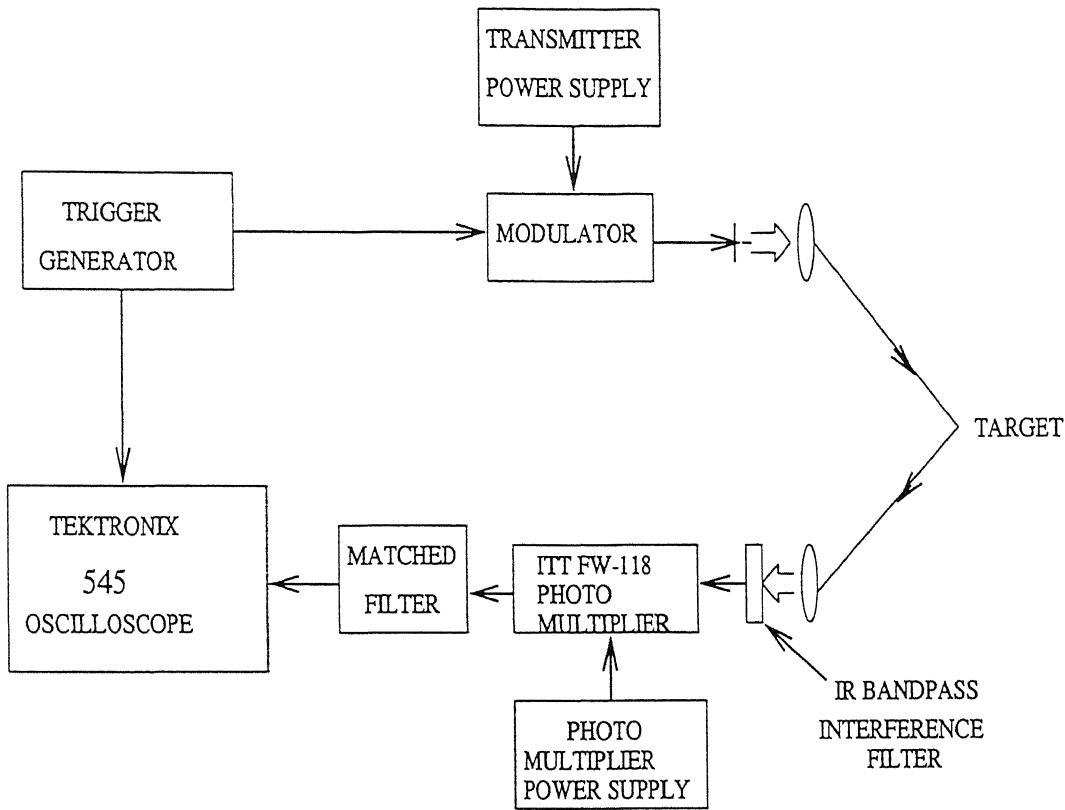 TRANSMITTER
POWER SUPPLY
TRIGGER
GENERATOR
MODULATOR
TARGET
TEKTRONIX
545
OSCILLOSCOPE
MATCHED
FILTER
ITT FW-118
PHOTO
MULTIPLIER
IR BANDPASS
INTERFERENCE
FILTER
PHOTO
MULTIPLIER
POWER SUPPLY